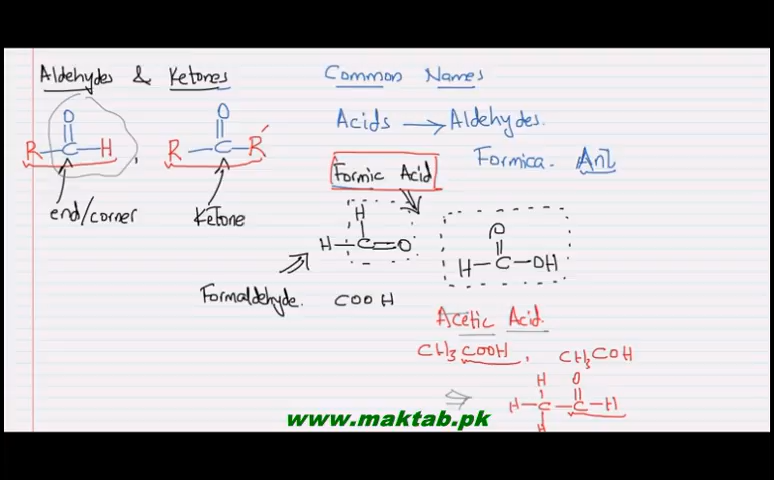 Aldehydes & Ketones
Common Names
O
R C H ,
O
R C R′
Acids → Aldehydes.
Formica. Ant
Formic Acid
end/corner
Ketone
H
H—C=O
O
H—C—OH
Formaldehyde.
COOH
Acetic Acid.
CH3COOH, CH3COH
H O
H—C—C—H
H
www.maktab.pk